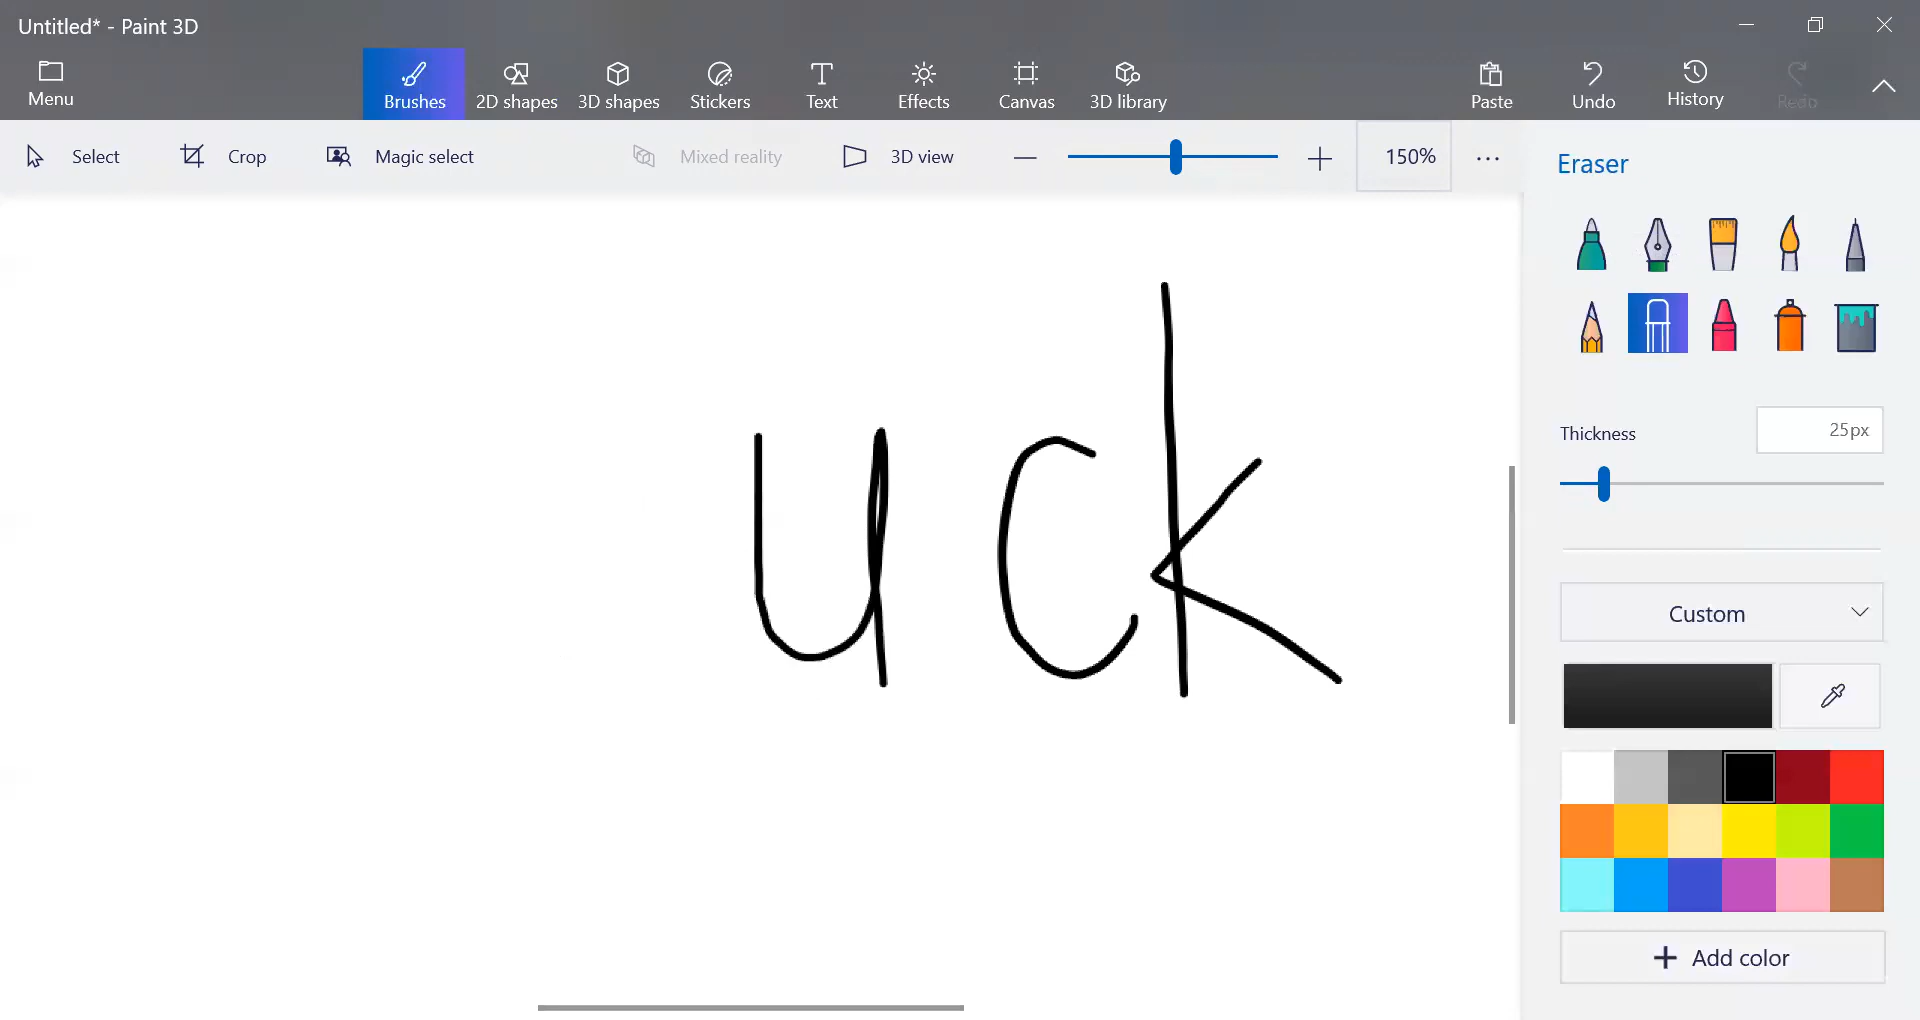 Untitled* - Paint 3D
Menu Brushes 2D shapes 3D shapes Stickers Text Effects Canvas 3D library Paste Undo History Redo
Select Crop Magic select Mixed reality 3D view 150% ...
Eraser
uck
Thickness 25px
Custom
Add color